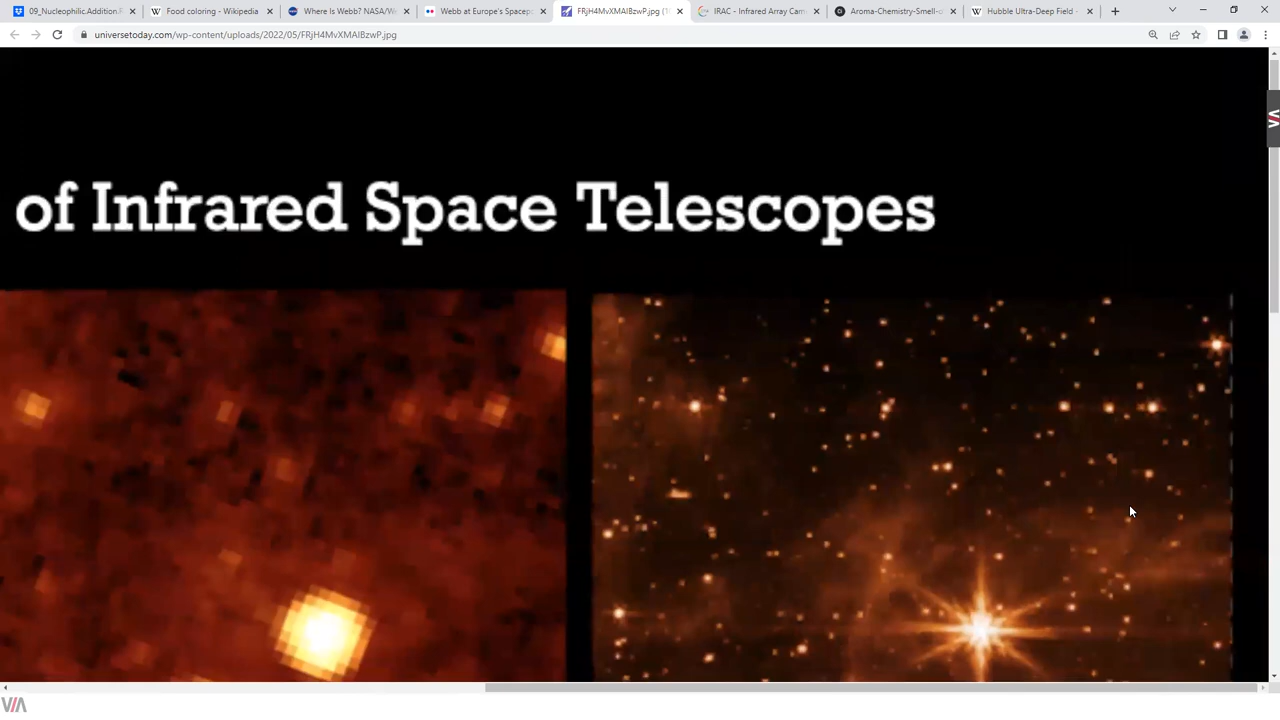 09_Nucleophilic.Addition.F
Food coloring - Wikipedia
Where Is Webb? NASA/W
Webb at Europe's Spacep
FRjH4MvXMAIBzwP.jpg (1
IRAC - Infrared Array Cam
Aroma-Chemistry-Smell-d
Hubble Ultra-Deep Field -
universetoday.com/wp-content/uploads/2022/05/FRjH4MvXMAIBzwP.jpg
of Infrared Space Telescopes
VIA